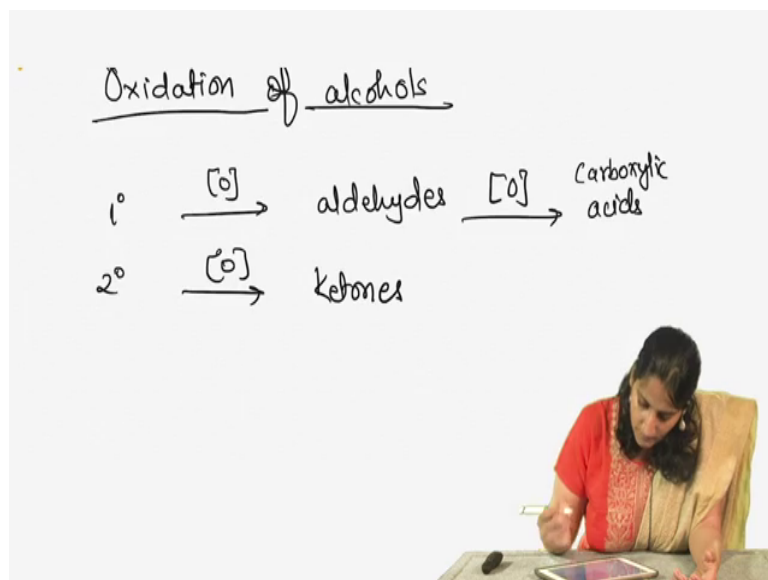 Oxidation of alcohols
1° [O] aldehydes [O] Carboxylic acids
2° [O] Ketones